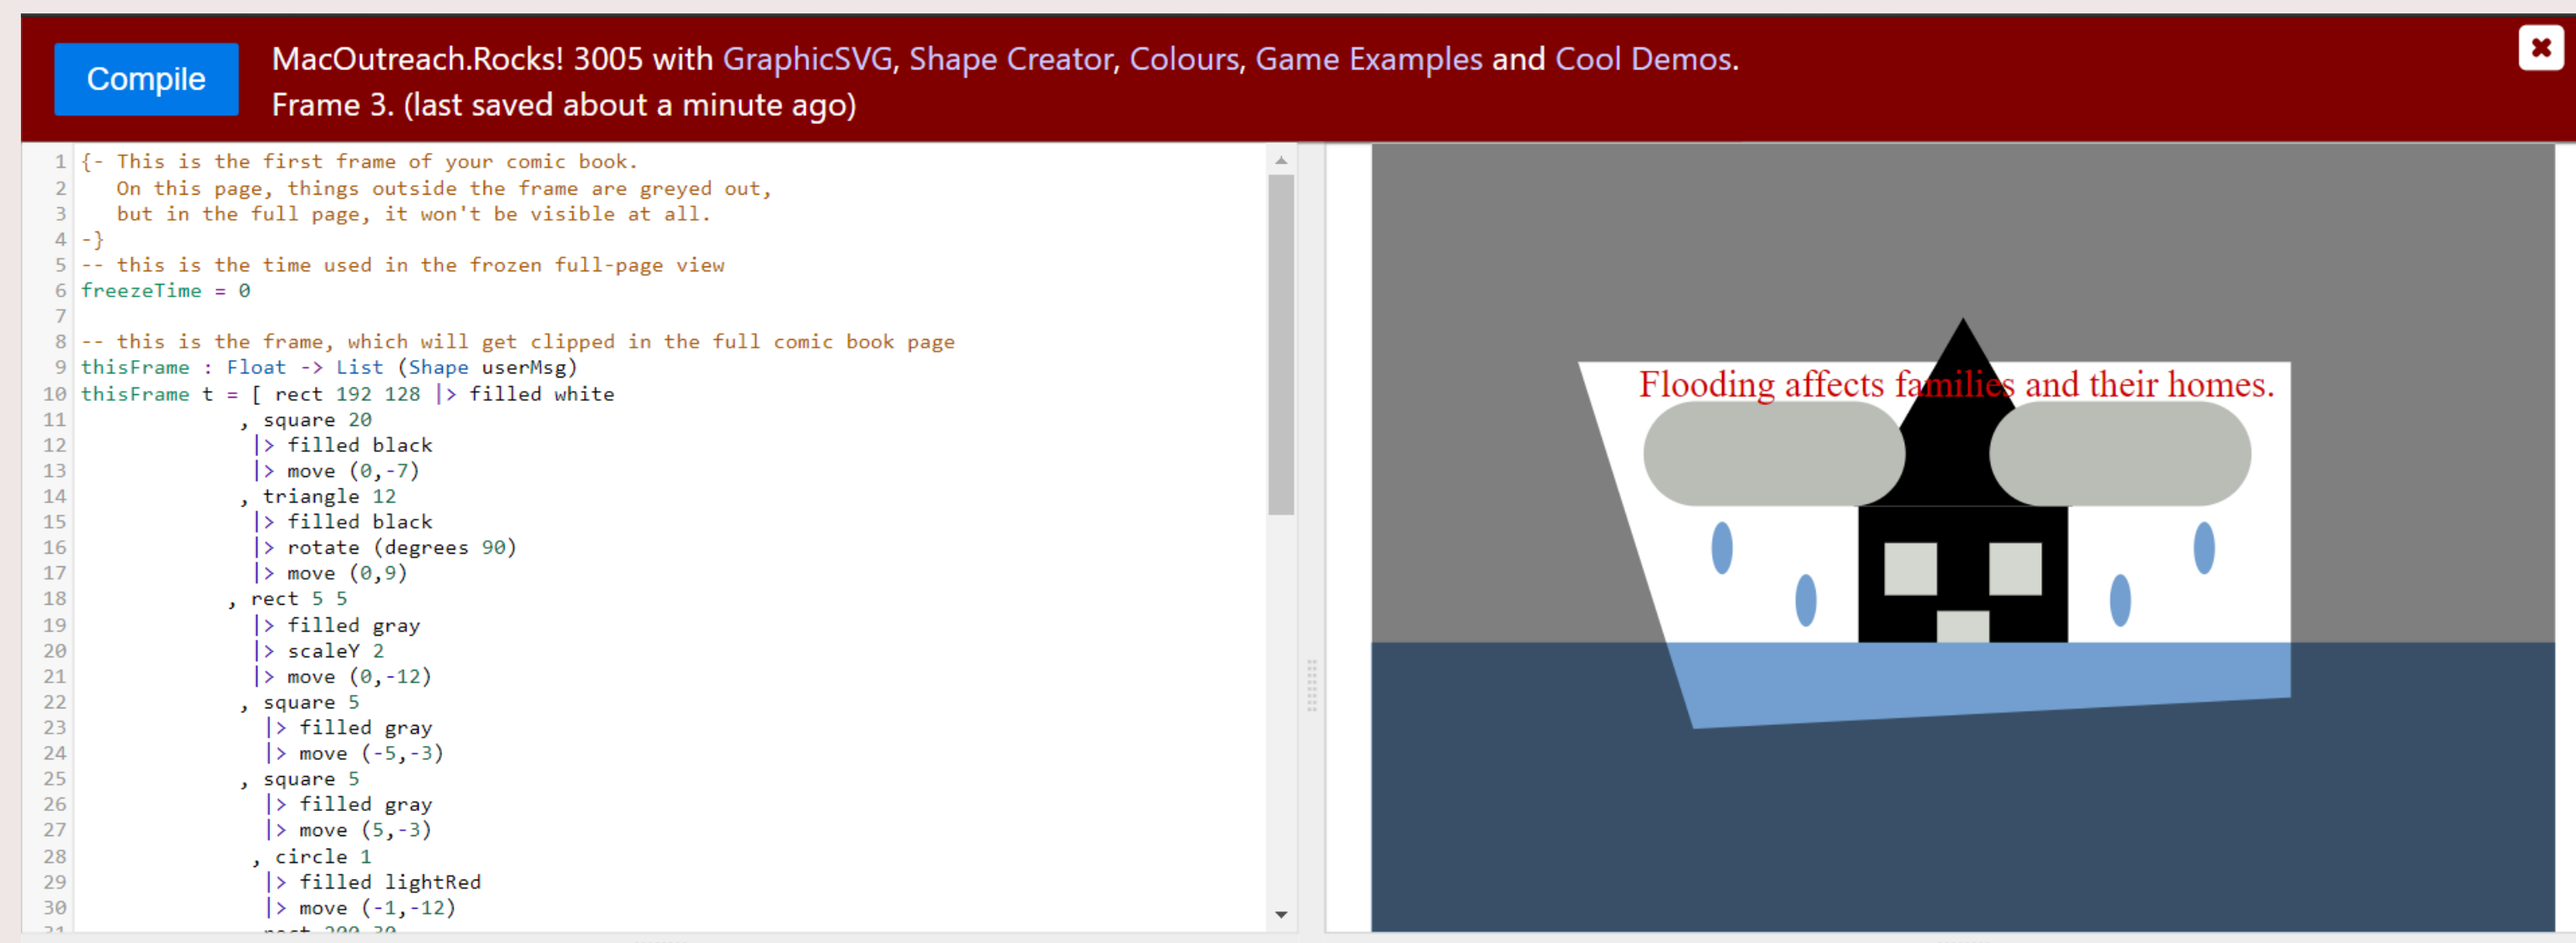 Compile
MacOutreach.Rocks! 3005 with GraphicSVG, Shape Creator, Colours, Game Examples and Cool Demos.
Frame 3. (last saved about a minute ago)
1 {- This is the first frame of your comic book.
2 On this page, things outside the frame are greyed out,
3 but in the full page, it won't be visible at all.
4 -}
5 -- this is the time used in the frozen full-page view
6 freezeTime = 0
7
8 -- this is the frame, which will get clipped in the full comic book page
9 thisFrame : Float -> List (Shape userMsg)
10 thisFrame t = [ rect 192 128 |> filled white
11 , square 20
12 |> filled black
13 |> move (0,-7)
14 , triangle 12
15 |> filled black
16 |> rotate (degrees 90)
17 |> move (0,9)
18 , rect 5 5
19 |> filled gray
20 |> scaleY 2
21 |> move (0,-12)
22 , square 5
23 |> filled gray
24 |> move (-5,-3)
25 , square 5
26 |> filled gray
27 |> move (5,-3)
28 , circle 1
29 |> filled lightRed
30 |> move (-1,-12)
31 rect 200 30
Flooding affects families and their homes.